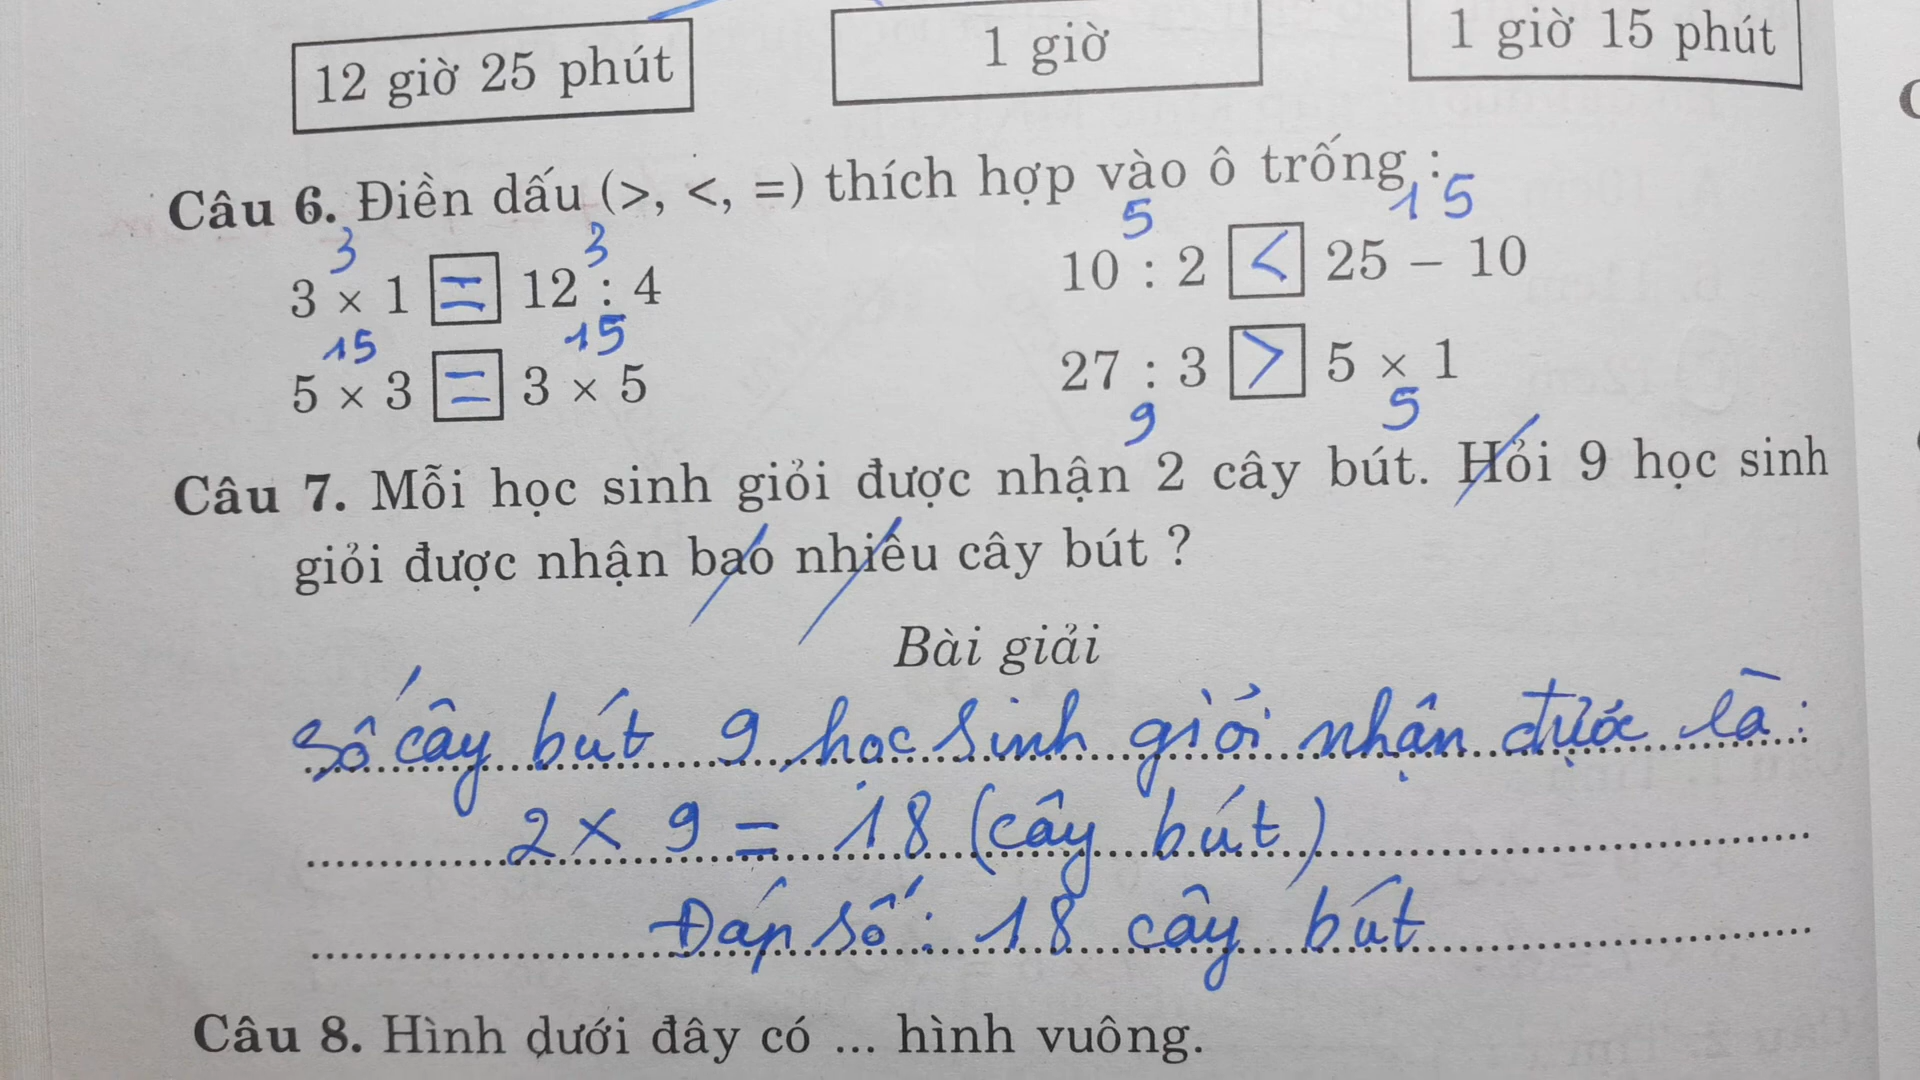 12 giờ 25 phút 1 giờ 1 giờ 15 phút
Câu 6. Điền dấu (>, <, =) thích hợp vào ô trống :
3 3 5 15
3 × 1 = 12 : 4 10 : 2 < 25 – 10
15 15
5 × 3 = 3 × 5 27 : 3 > 5 × 1
9 5
Câu 7. Mỗi học sinh giỏi được nhận 2 cây bút. Hỏi 9 học sinh
giỏi được nhận bao nhiêu cây bút ?
Bài giải
Số cây bút 9 học sinh giỏi nhận được là :
2 × 9 = 18 (cây bút)
Đáp số : 18 cây bút
Câu 8. Hình dưới đây có ... hình vuông.